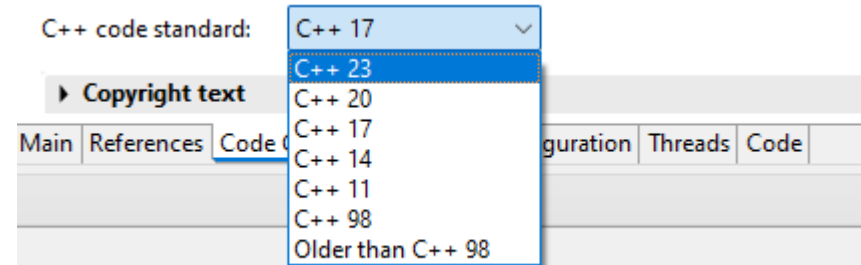 C++ code standard: C++ 17
C++ 23
Copyright text
C++ 20
C++ 17
Main References Code guration Threads Code
C++ 14
C++ 11
C++ 98
Older than C++ 98